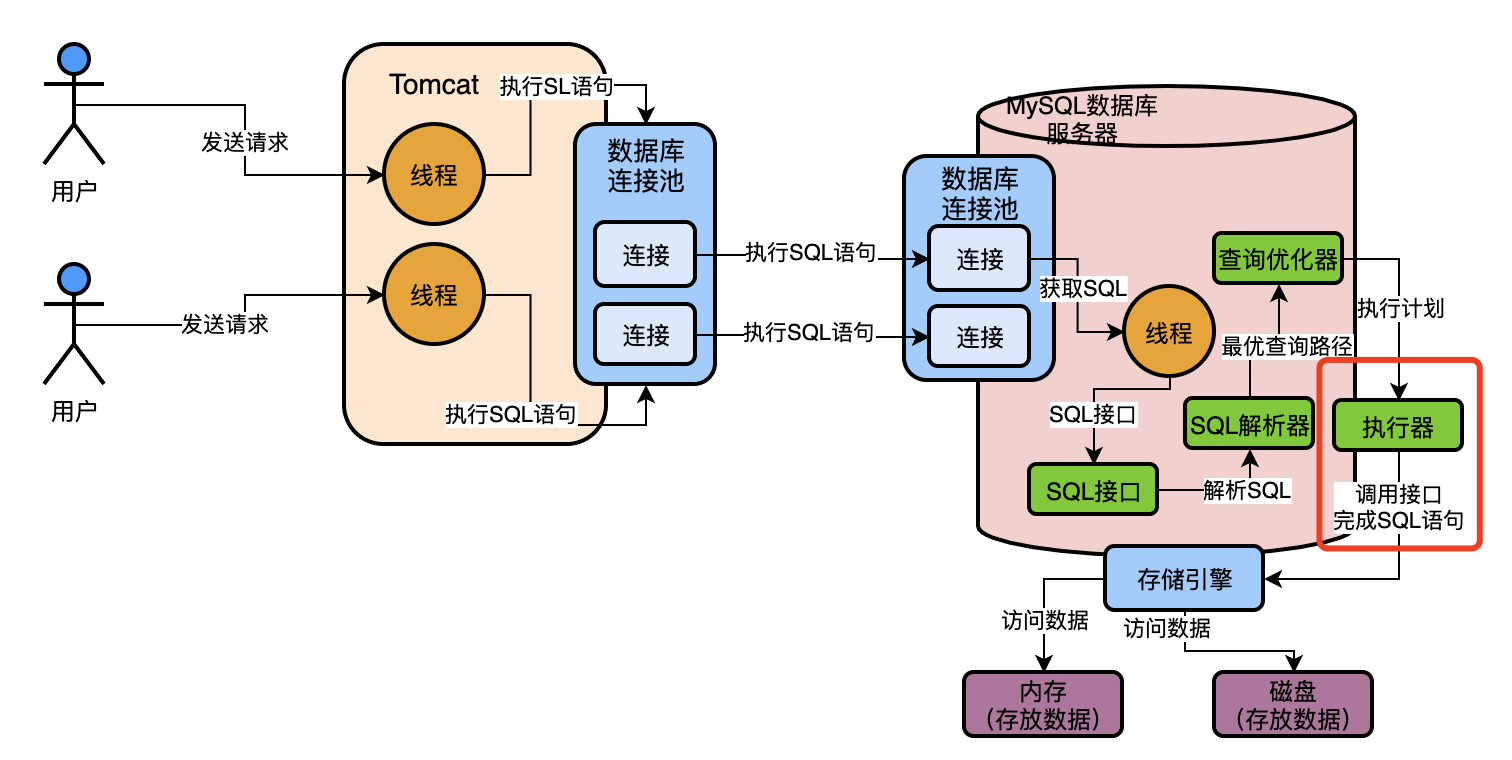 用户
发送请求
用户
发送请求
Tomcat
线程
线程
执行SL语句
执行SQL语句
数据库
连接池
连接
连接
执行SQL语句
执行SQL语句
MySQL数据库
服务器
数据库
连接池
连接
连接
获取SQL
线程
SQL接口
SQL接口
解析SQL
SQL解析器
最优查询路径
查询优化器
执行计划
执行器
调用接口
完成SQL语句
存储引擎
访问数据
访问数据
内存
（存放数据）
磁盘
（存放数据）